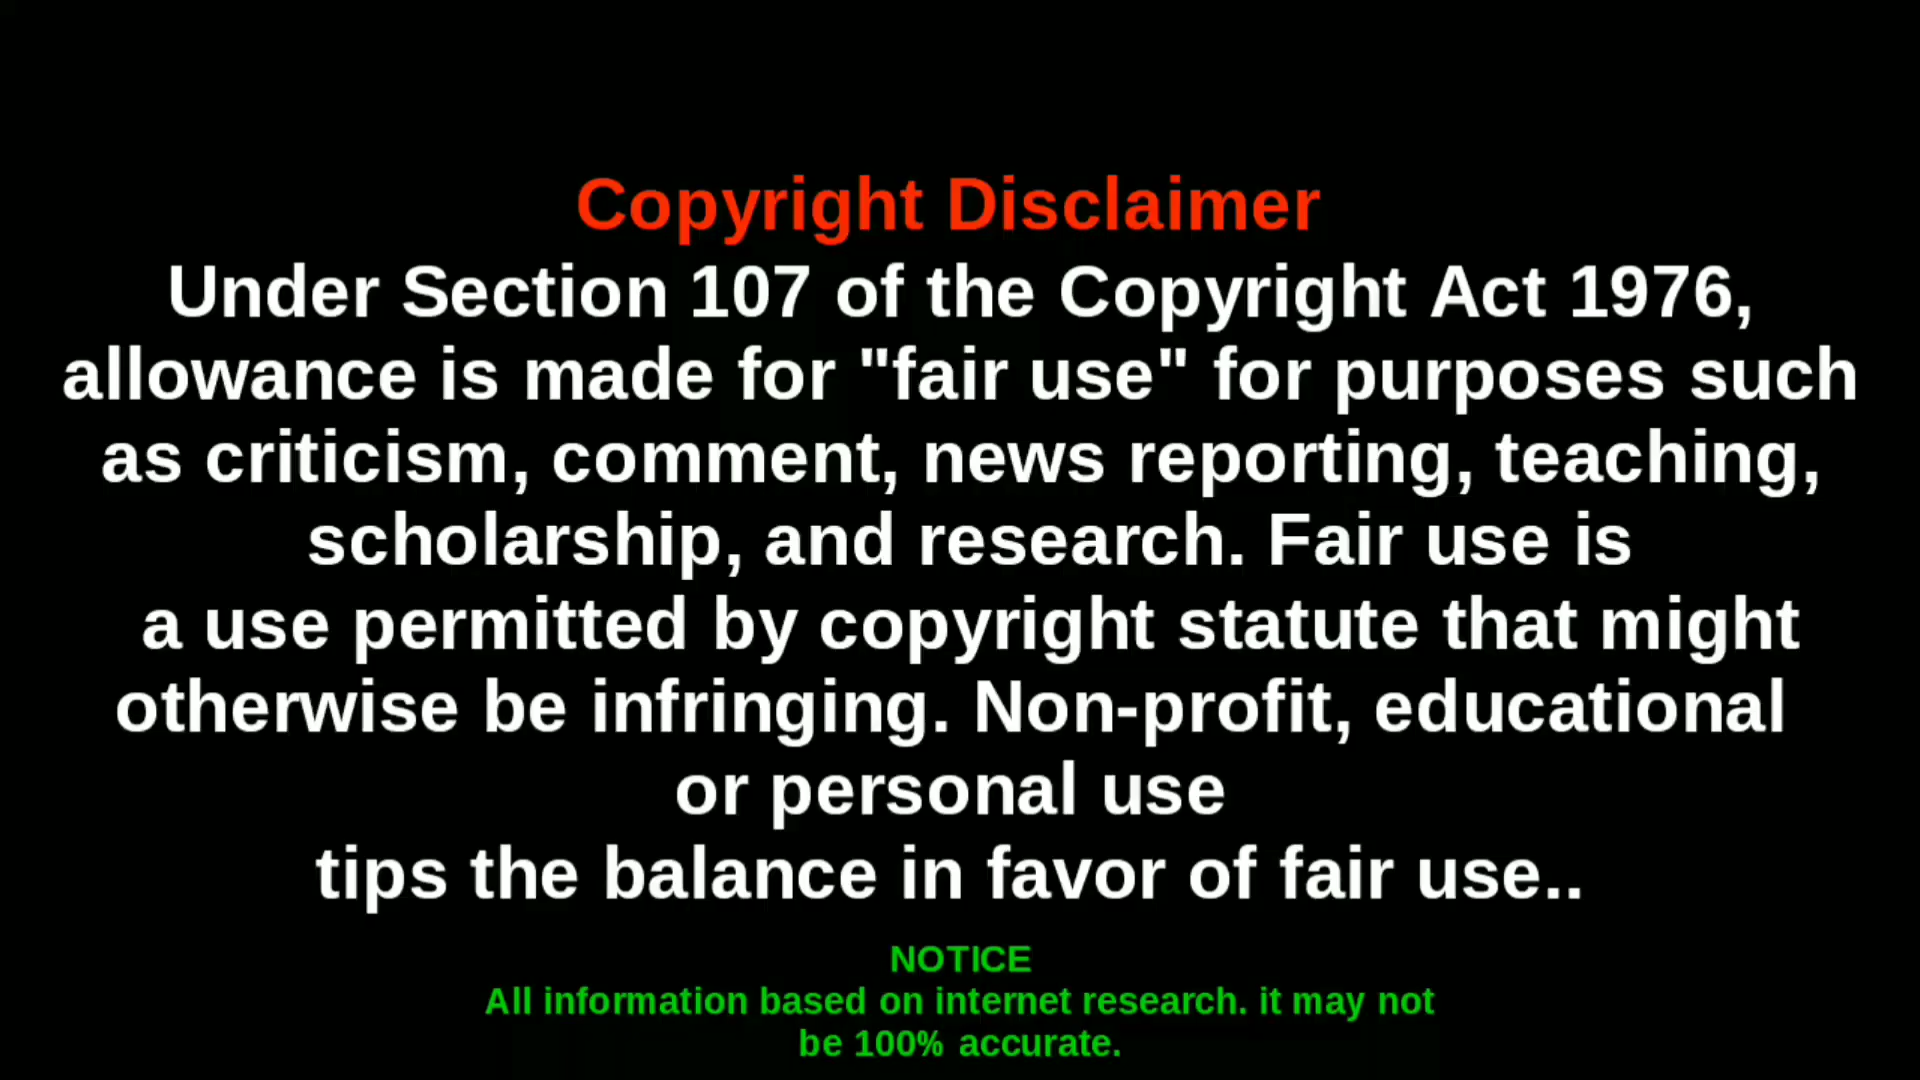 Copyright Disclaimer
Under Section 107 of the Copyright Act 1976,
allowance is made for "fair use" for purposes such
as criticism, comment, news reporting, teaching,
scholarship, and research. Fair use is
a use permitted by copyright statute that might
otherwise be infringing. Non-profit, educational
or personal use
tips the balance in favor of fair use..
NOTICE
All information based on internet research. it may not
be 100% accurate.